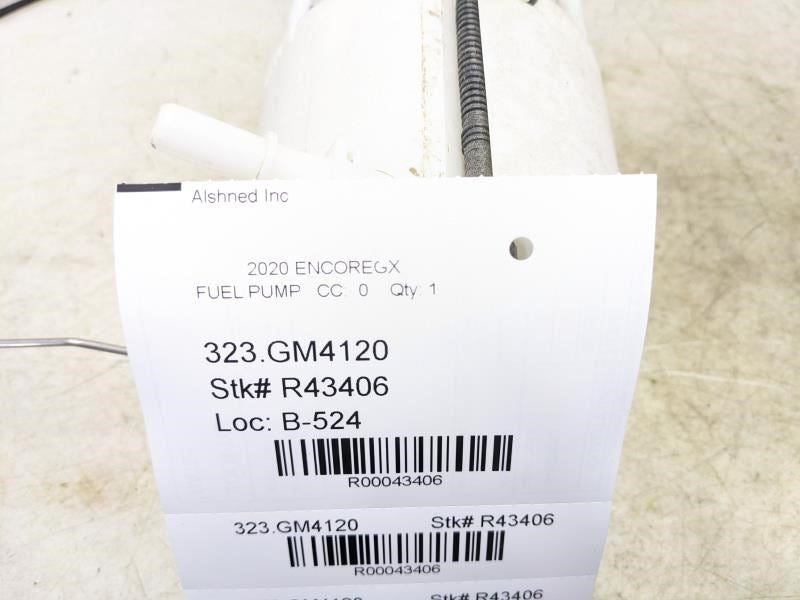 Alshned Inc
2020 ENCOREGX
FUEL PUMP CC: 0 Qty: 1
323.GM4120
Stk# R43406
Loc: B-524
R00043406
323.GM4120 Stk# R43406
R00043406
Stk# R43406